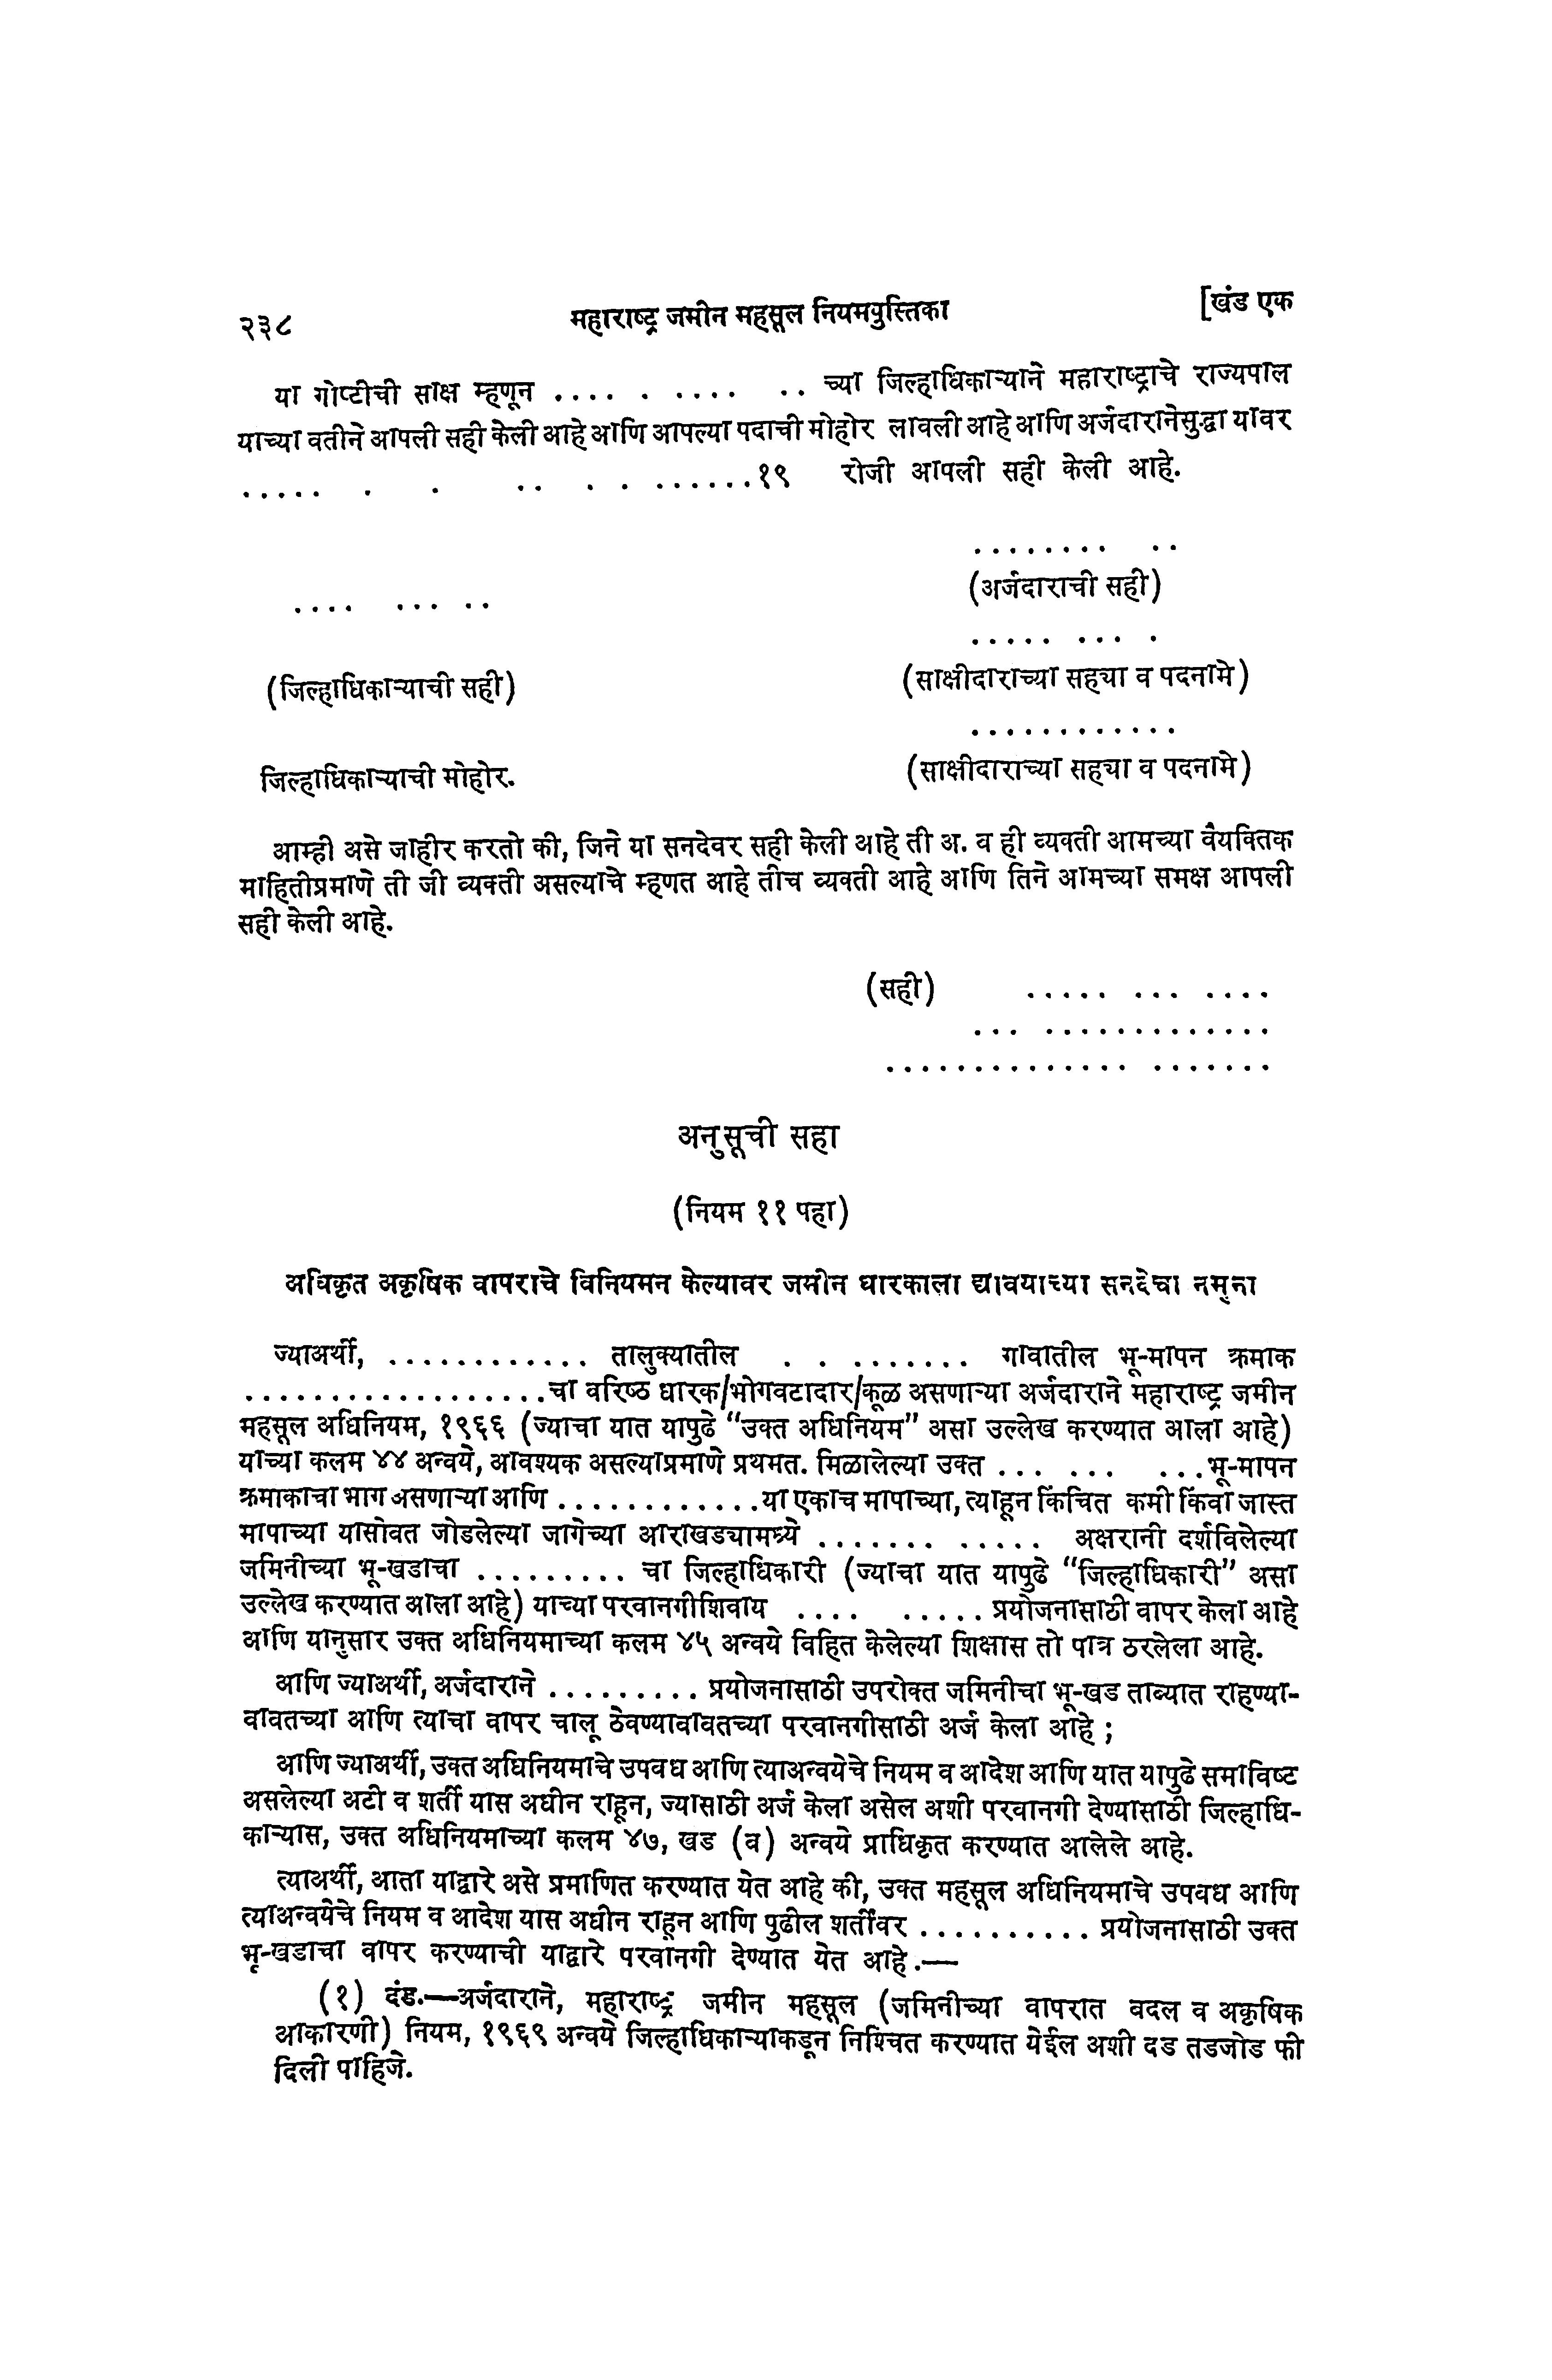 २३८ महाराष्ट्र जमीन महसूल नियमपुस्तिका [खंड एक
या गोष्टीची साक्ष म्हणून .... . .... .. च्या जिल्हाधिकाऱ्याने महाराष्ट्राचे राज्यपाल
याच्या वतीने आपली सही केली आहे आणि आपल्या पदाची मोहोर लावली आहे आणि अर्जदारानेसुद्धा यावर
..... . . .. . . ......१९ रोजी आपली सही केली आहे.
........ ..
(अर्जदाराची सही)
.... ... ..
..... ... .
(जिल्हाधिकाऱ्याची सही) (साक्षीदाराच्या सह्या व पदनामे)
............
जिल्हाधिकाऱ्याची मोहोर. (साक्षीदाराच्या सह्या व पदनामे)
आम्ही असे जाहीर करतो की, जिने या सनदेवर सही केली आहे ती अ. व ही व्यक्ती आमच्या वैयक्तिक
माहितीप्रमाणे ती जी व्यक्ती असल्याचे म्हणत आहे तीच व्यक्ती आहे आणि तिने आमच्या समक्ष आपली
सही केली आहे.
(सही) ..... ... ....
... .............
.............. .......
अनुसूची सहा
(नियम ११ पहा)
अधिकृत अकृषिक वापराचे विनियमन केल्यावर जमीन धारकाला द्यावयाच्या सनदेचा नमुना
ज्याअर्थी, ............ तालुक्यातील . . ....... गावातील भू-मापन क्रमाक
.................चा वरिष्ठ धारक/भोगवटादार/कूळ असणाऱ्या अर्जदाराने महाराष्ट्र जमीन
महसूल अधिनियम, १९६६ (ज्याचा यात यापुढे “उक्त अधिनियम” असा उल्लेख करण्यात आला आहे)
याच्या कलम ४४ अन्वये, आवश्यक असल्याप्रमाणे प्रथमत. मिळालेल्या उक्त ... ... ...भू-मापन
क्रमाकाचा भाग असणाऱ्या आणि ............या एकाच मापाच्या, त्याहून किंचित कमी किंवा जास्त
मापाच्या यासोवत जोडलेल्या जागेच्या आराखड्यामध्ये ....... ..... अक्षरानी दर्शविलेल्या
जमिनीच्या भू-खडाचा ......... चा जिल्हाधिकारी (ज्याचा यात यापुढे “जिल्हाधिकारी” असा
उल्लेख करण्यात आला आहे) याच्या परवानगीशिवाय .... ..... प्रयोजनासाठी वापर केला आहे
आणि यानुसार उक्त अधिनियमाच्या कलम ४५ अन्वये विहित केलेल्या शिक्षास तो पात्र ठरलेला आहे.
आणि ज्याअर्थी, अर्जदाराने ......... प्रयोजनासाठी उपरोक्त जमिनीचा भू-खड ताब्यात राहण्या-
वावतच्या आणि त्याचा वापर चालू ठेवण्यावावतच्या परवानगीसाठी अर्ज केला आहे ;
आणि ज्याअर्थी, उक्त अधिनियमाचे उपवध आणि त्याअन्वयेचे नियम व आदेश आणि यात यापुढे समाविष्ट
असलेल्या अटी व शर्ती यास अधीन राहून, ज्यासाठी अर्ज केला असेल अशी परवानगी देण्यासाठी जिल्हाधि-
काऱ्यास, उक्त अधिनियमाच्या कलम ४७, खड (व) अन्वये प्राधिकृत करण्यात आलेले आहे.
त्याअर्थी, आता याद्वारे असे प्रमाणित करण्यात येत आहे की, उक्त महसूल अधिनियमाचे उपवध आणि
त्याअन्वयेचे नियम व आदेश यास अधीन राहून आणि पुढील शर्तीवर .......... प्रयोजनासाठी उक्त
भू-खडाचा वापर करण्याची याद्वारे परवानगी देण्यात येत आहे.—
(१) दंड.—अर्जदाराने, महाराष्ट्र जमीन महसूल (जमिनीच्या वापरात वदल व अकृषिक
आकारणी) नियम, १९६९ अन्वये जिल्हाधिकाऱ्याकडून निश्चित करण्यात येईल अशी दड तडजोड फी
दिली पाहिजे.